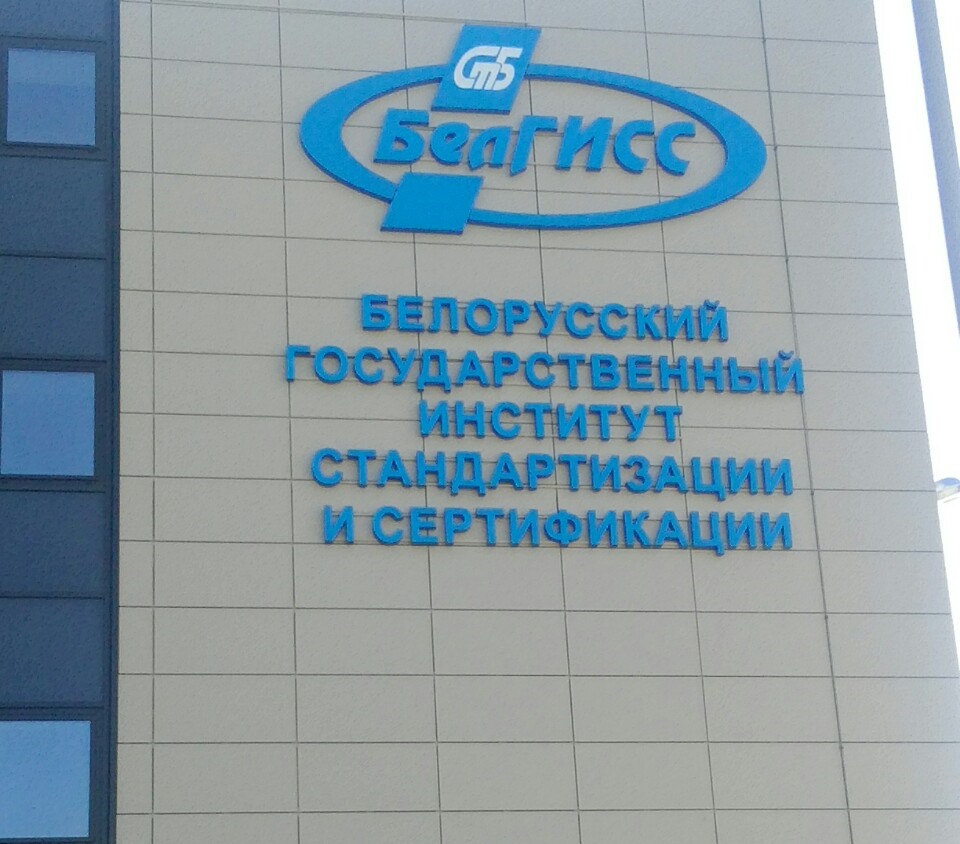 СТБ
БелГИСС
БЕЛОРУССКИЙ
ГОСУДАРСТВЕННЫЙ
ИНСТИТУТ
СТАНДАРТИЗАЦИИ
И СЕРТИФИКАЦИИ